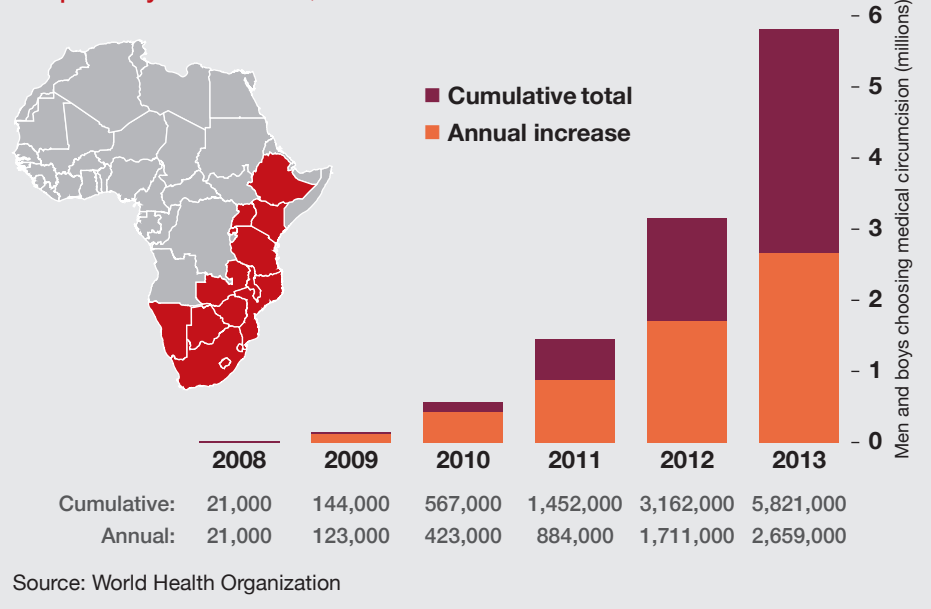 6
Cumulative total
Annual increase
5
4
3
2
1
0
Men and boys choosing medical circumcision (millions)
2008 2009 2010 2011 2012 2013
Cumulative: 21,000 144,000 567,000 1,452,000 3,162,000 5,821,000
Annual: 21,000 123,000 423,000 884,000 1,711,000 2,659,000
Source: World Health Organization